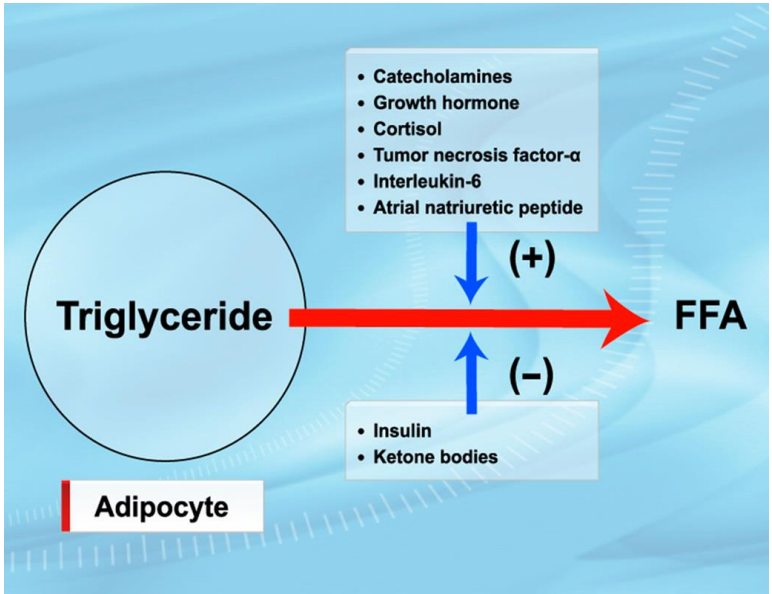 • Catecholamines
• Growth hormone
• Cortisol
• Tumor necrosis factor-α
• Interleukin-6
• Atrial natriuretic peptide
(+)
Triglyceride
FFA
(−)
• Insulin
• Ketone bodies
Adipocyte